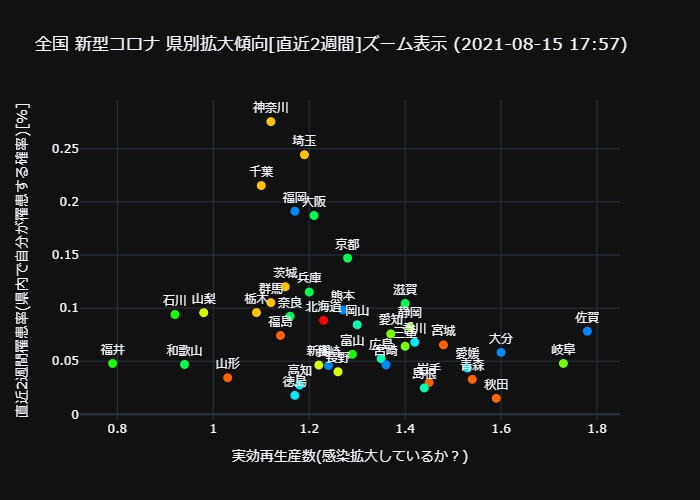 全国 新型コロナ 県別拡大傾向[直近2週間]ズーム表示 (2021-08-15 17:57)
直近2週間罹患率(県内で自分が罹患する確率)[%]
神奈川
埼玉
千葉
福岡
大阪
京都
茨城
兵庫
群馬
熊本
滋賀
石川
山梨
栃木
奈良
北海道
岡山
静岡
福島
愛知
三重
宮城
佐賀
富山
広島
大分
福井
和歌山
長野
宮崎
愛媛
岐阜
山形
高知
岩手
青森
徳島
島根
秋田
0.25
0.2
0.15
0.1
0.05
0
0.8
1
1.2
1.4
1.6
1.8
実効再生産数(感染拡大しているか？)